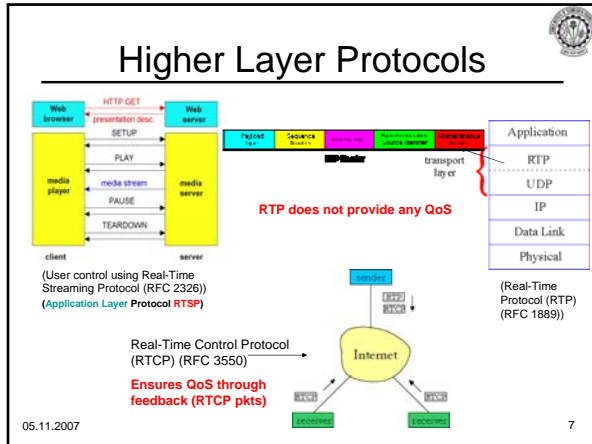 Higher Layer Protocols
Web browser
HTTP GET
presentation desc.
Web server
SETUP
PLAY
media player
media stream
media server
PAUSE
TEARDOWN
client
server
Payload
Sequence
transport layer
Application
RTP
UDP
IP
Data Link
Physical
RTP does not provide any QoS
(User control using Real-Time
Streaming Protocol (RFC 2326))
(Application Layer Protocol RTSP)
(Real-Time
Protocol (RTP)
(RFC 1889))
sender
RTP
RTCP
Internet
RTCP
RTCP
receiver
receiver
Real-Time Control Protocol
(RTCP) (RFC 3550)
Ensures QoS through
feedback (RTCP pkts)
05.11.2007
7